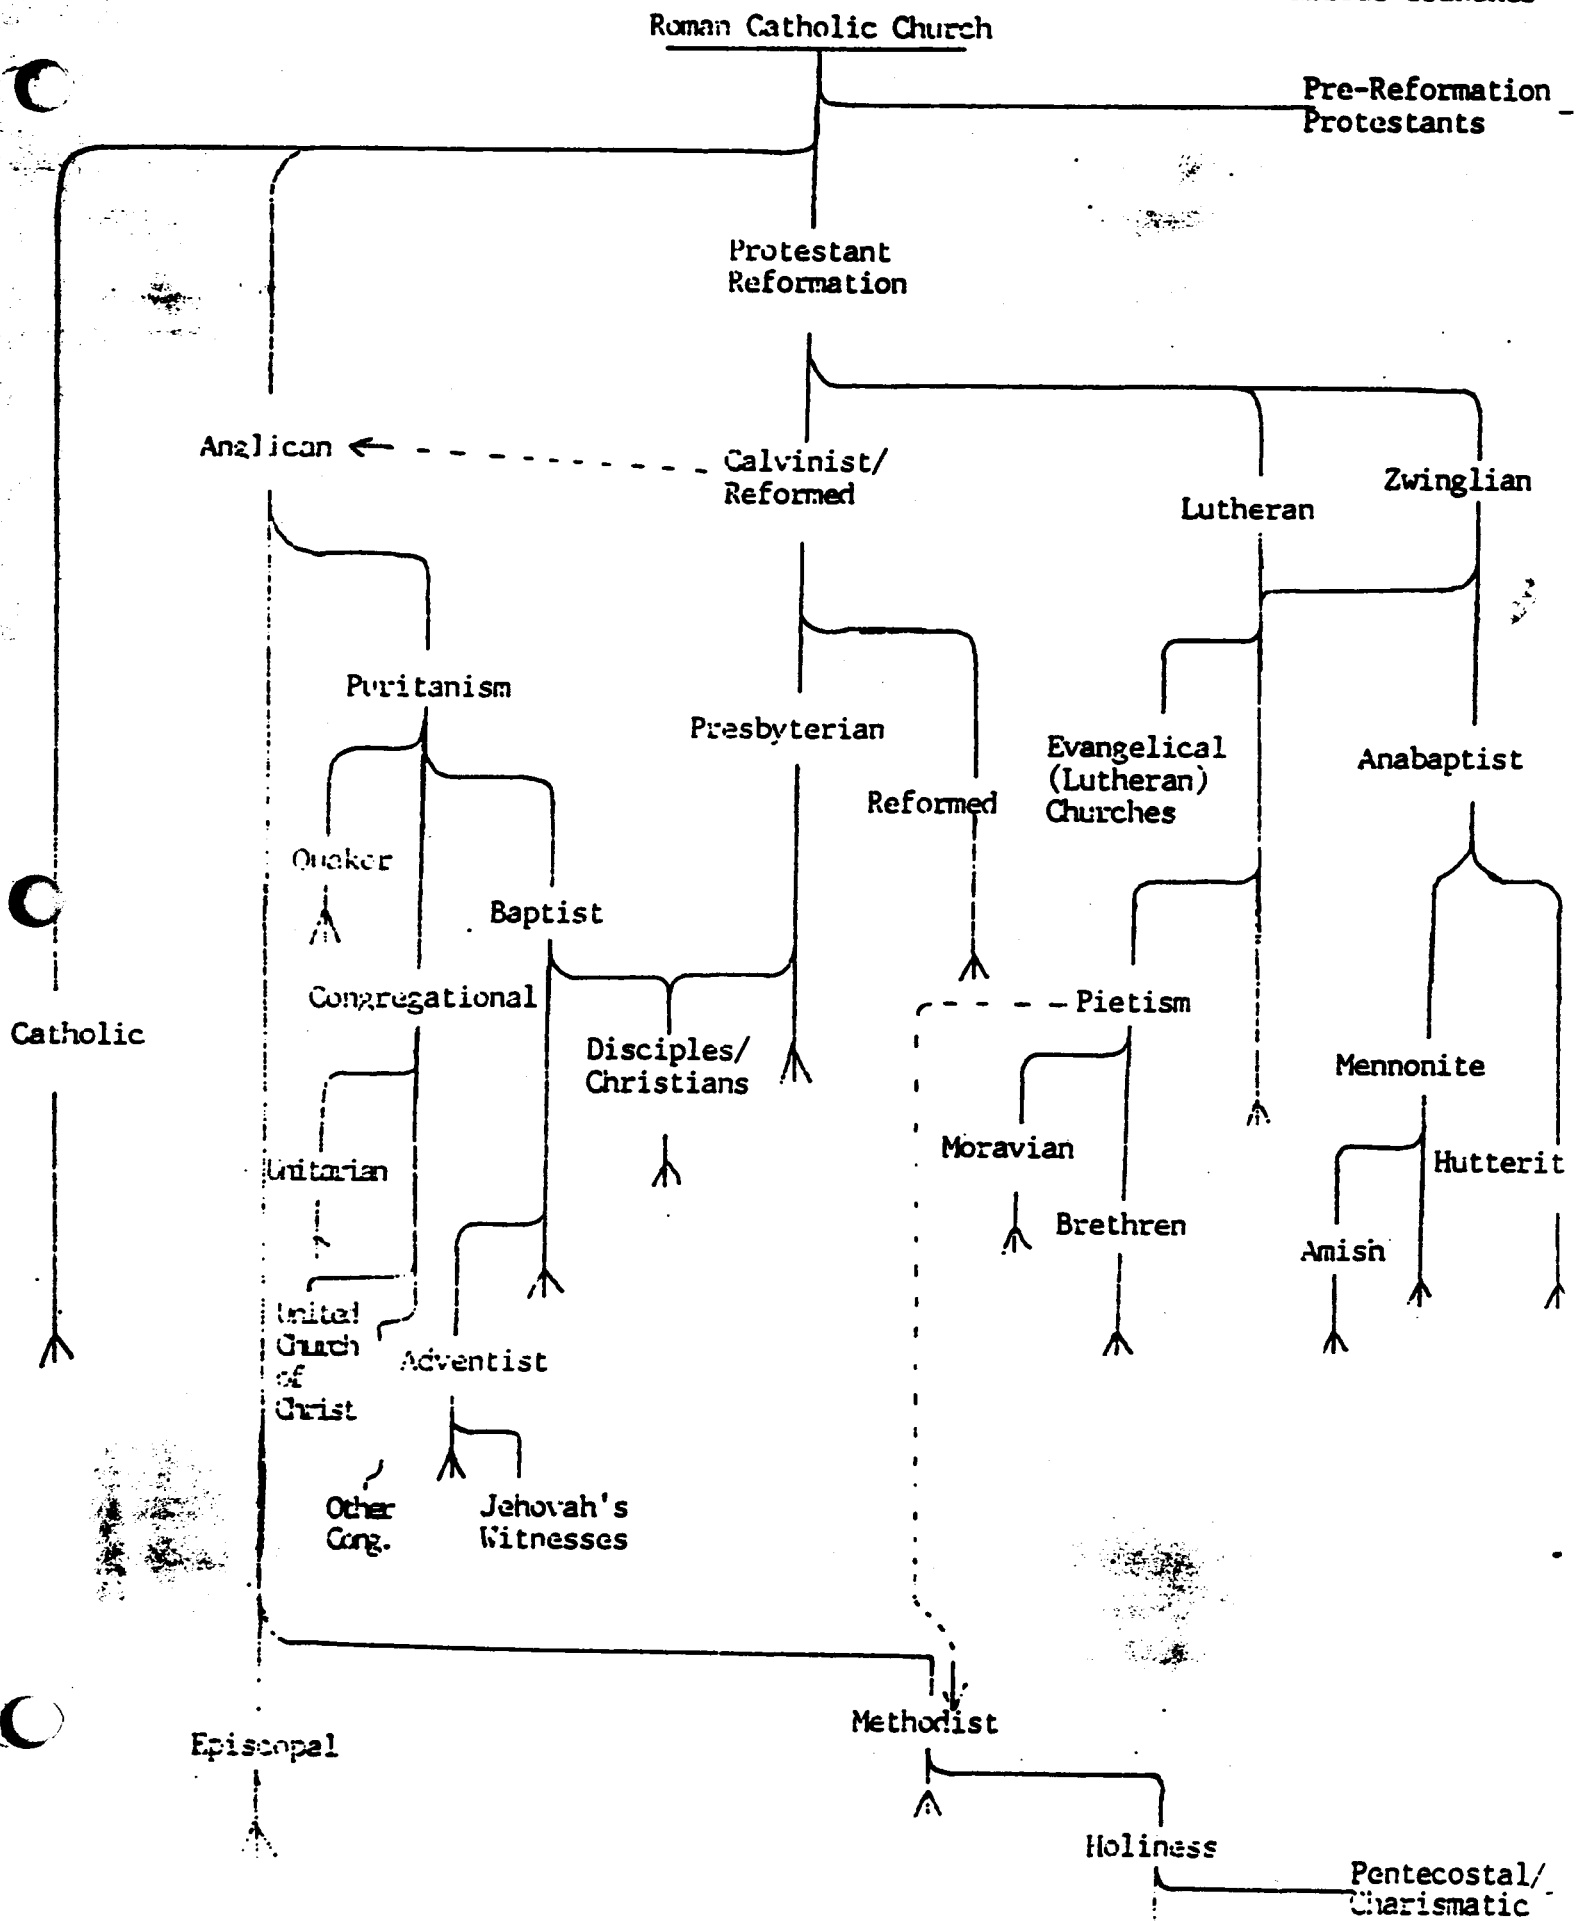 Roman Catholic Church
Pre-Reformation
Protestants
Protestant
Reformation
Anglican
Calvinist/
Reformed
Lutheran
Zwinglian
Puritanism
Presbyterian
Reformed
Evangelical
(Lutheran)
Churches
Anabaptist
Quaker
Baptist
Congregational
Pietism
Catholic
Disciples/
Christians
Mennonite
Moravian
Hutterit
Unitarian
Brethren
Amish
United
Church
of
Christ
Adventist
Other
Cong.
Jehovah's
Witnesses
Methodist
Episcopal
Holiness
Pentecostal/
Charismatic